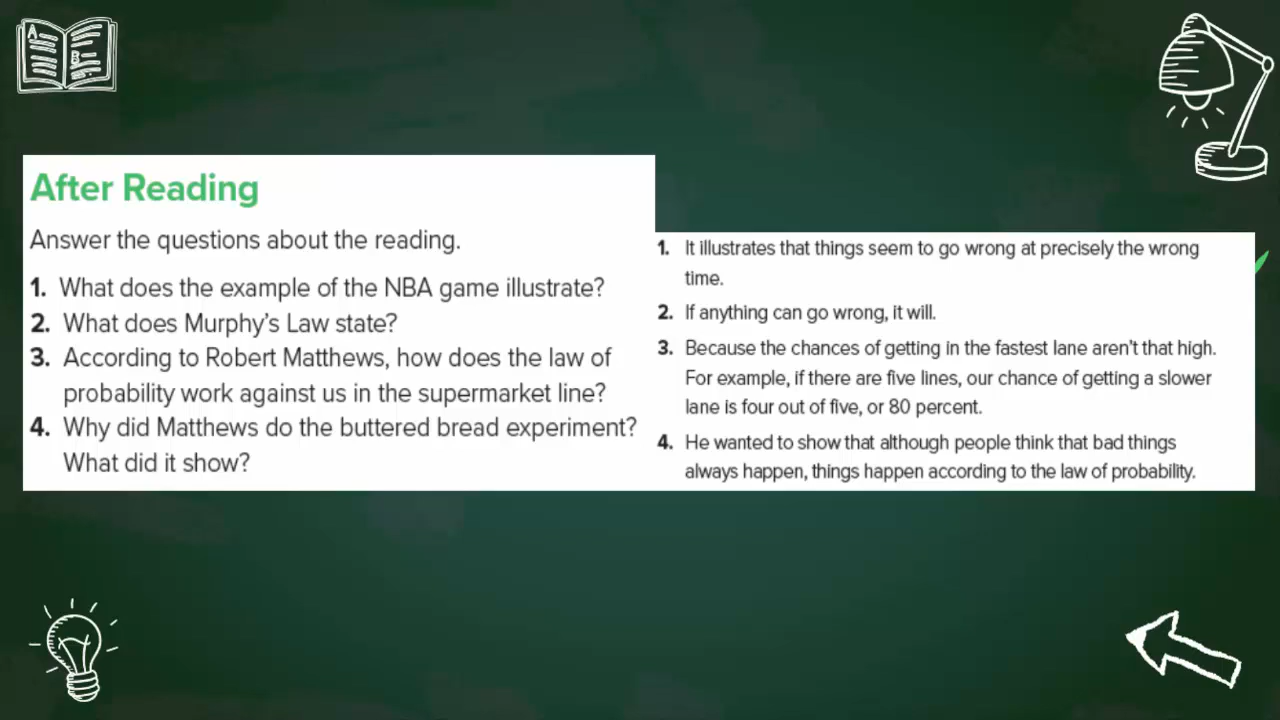 After Reading
Answer the questions about the reading.
1. What does the example of the NBA game illustrate?
2. What does Murphy's Law state?
3. According to Robert Matthews, how does the law of
probability work against us in the supermarket line?
4. Why did Matthews do the buttered bread experiment?
What did it show?
1. It illustrates that things seem to go wrong at precisely the wrong
time.
2. If anything can go wrong, it will.
3. Because the chances of getting in the fastest lane aren't that high.
For example, if there are five lines, our chance of getting a slower
lane is four out of five, or 80 percent.
4. He wanted to show that although people think that bad things
always happen, things happen according to the law of probability.
A
B